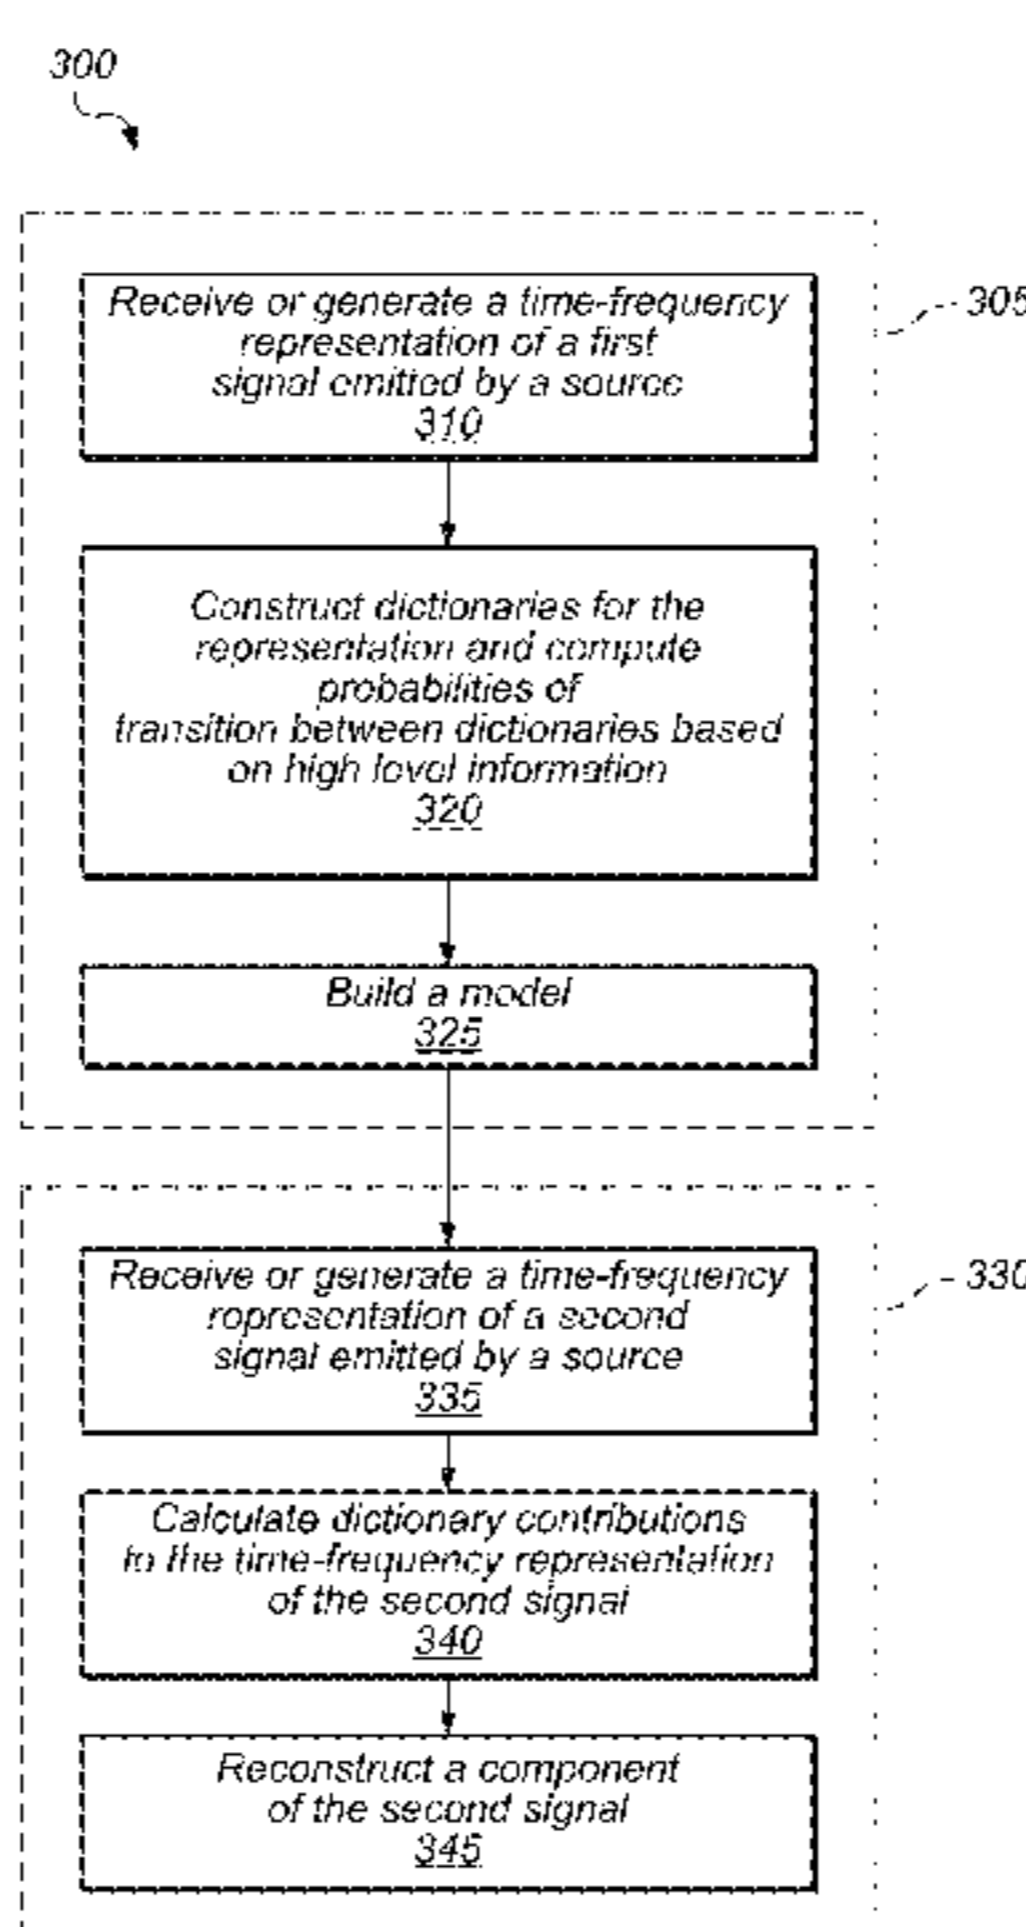 300
Receive or generate a time-frequency
representation of a first
signal emitted by a source
310
305
Construct dictionaries for the
representation and compute
probabilities of
transition between dictionaries based
on high level information
320
Build a model
325
Receive or generate a time-frequency
representation of a second
signal emitted by a source
335
330
Calculate dictionary contributions
to the time-frequency representation
of the second signal
340
Reconstruct a component
of the second signal
345